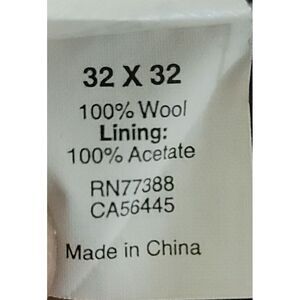 32 X 32
100% Wool
Lining:
100% Acetate
RN77388
CA56445
Made in China